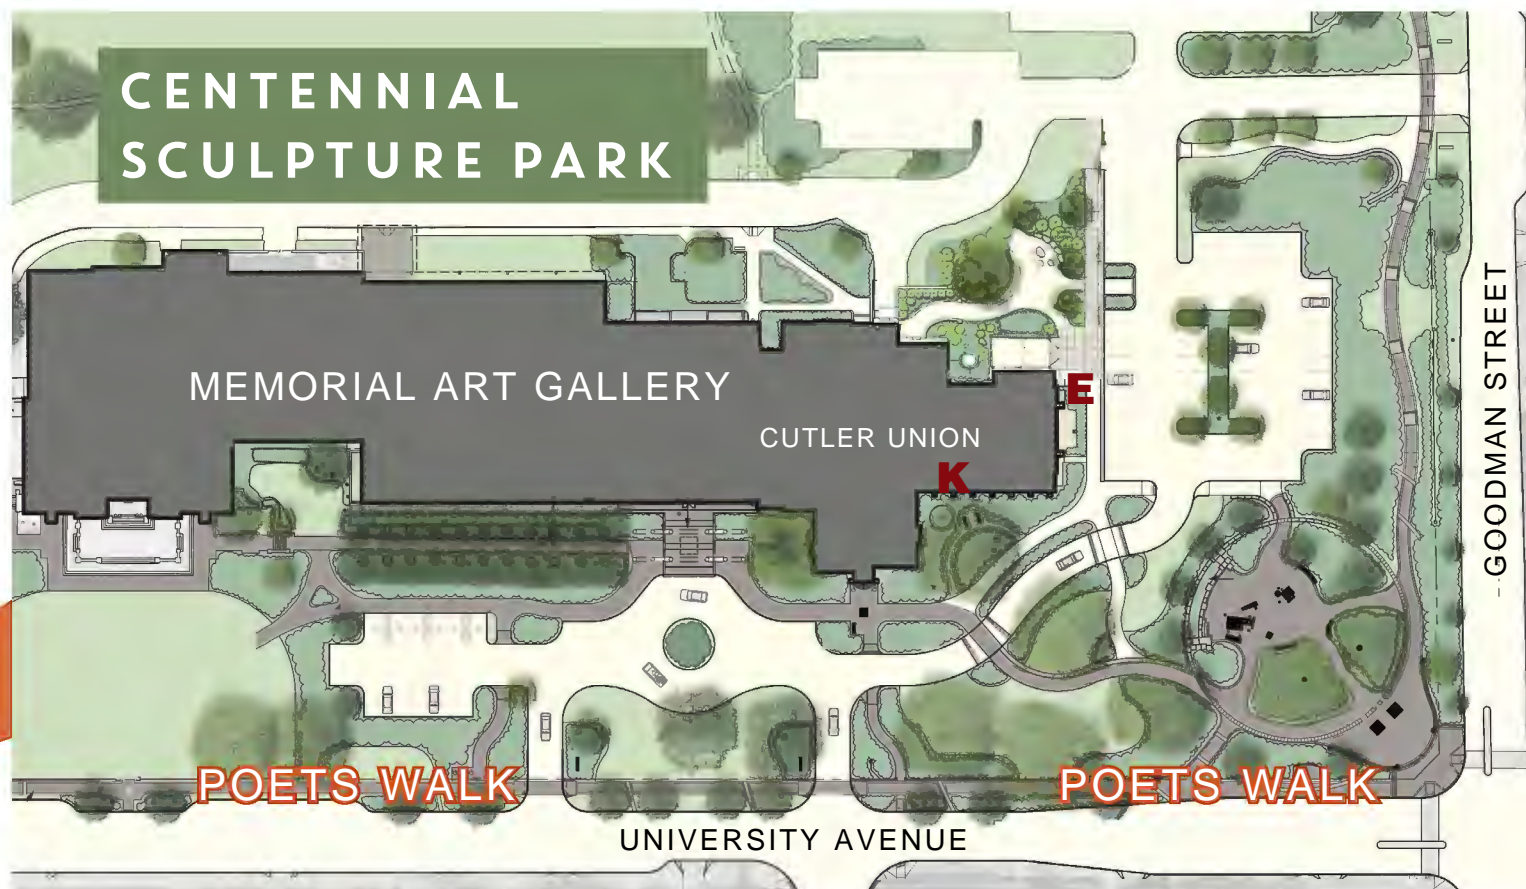 CENTENNIAL
SCULPTURE PARK
MEMORIAL ART GALLERY
E
CUTLER UNION
K
GOODMAN STREET
POETS WALK
POETS WALK
UNIVERSITY AVENUE